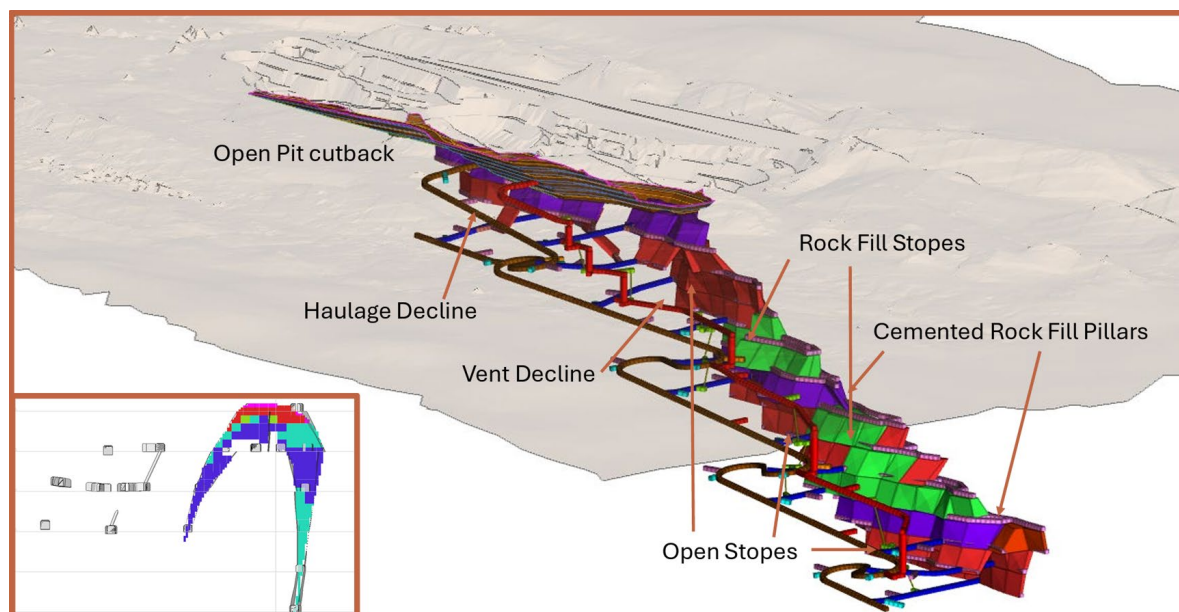 Open Pit cutback
Rock Fill Stopes
Haulage Decline
Cemented Rock Fill Pillars
Vent Decline
Open Stopes